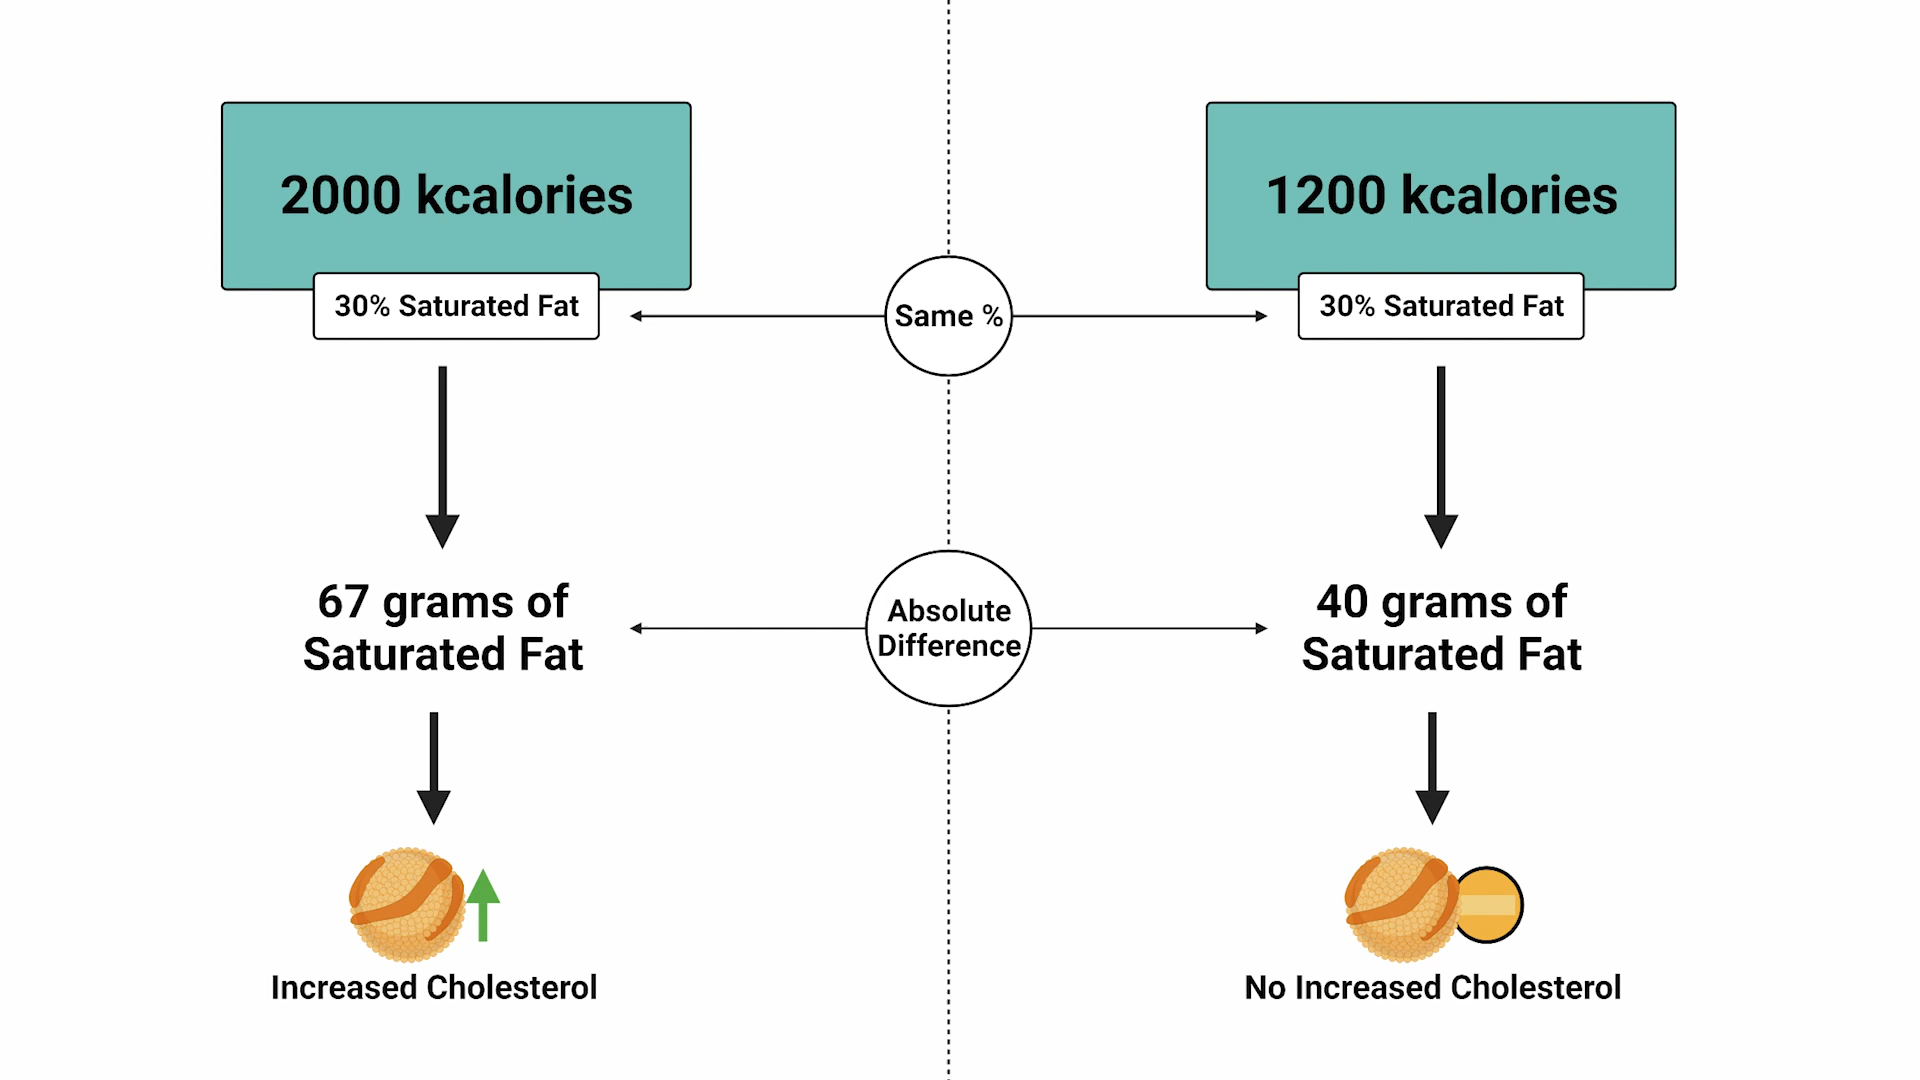 2000 kcalories
1200 kcalories
30% Saturated Fat
Same %
30% Saturated Fat
67 grams of
Saturated Fat
Absolute
Difference
40 grams of
Saturated Fat
Increased Cholesterol
No Increased Cholesterol